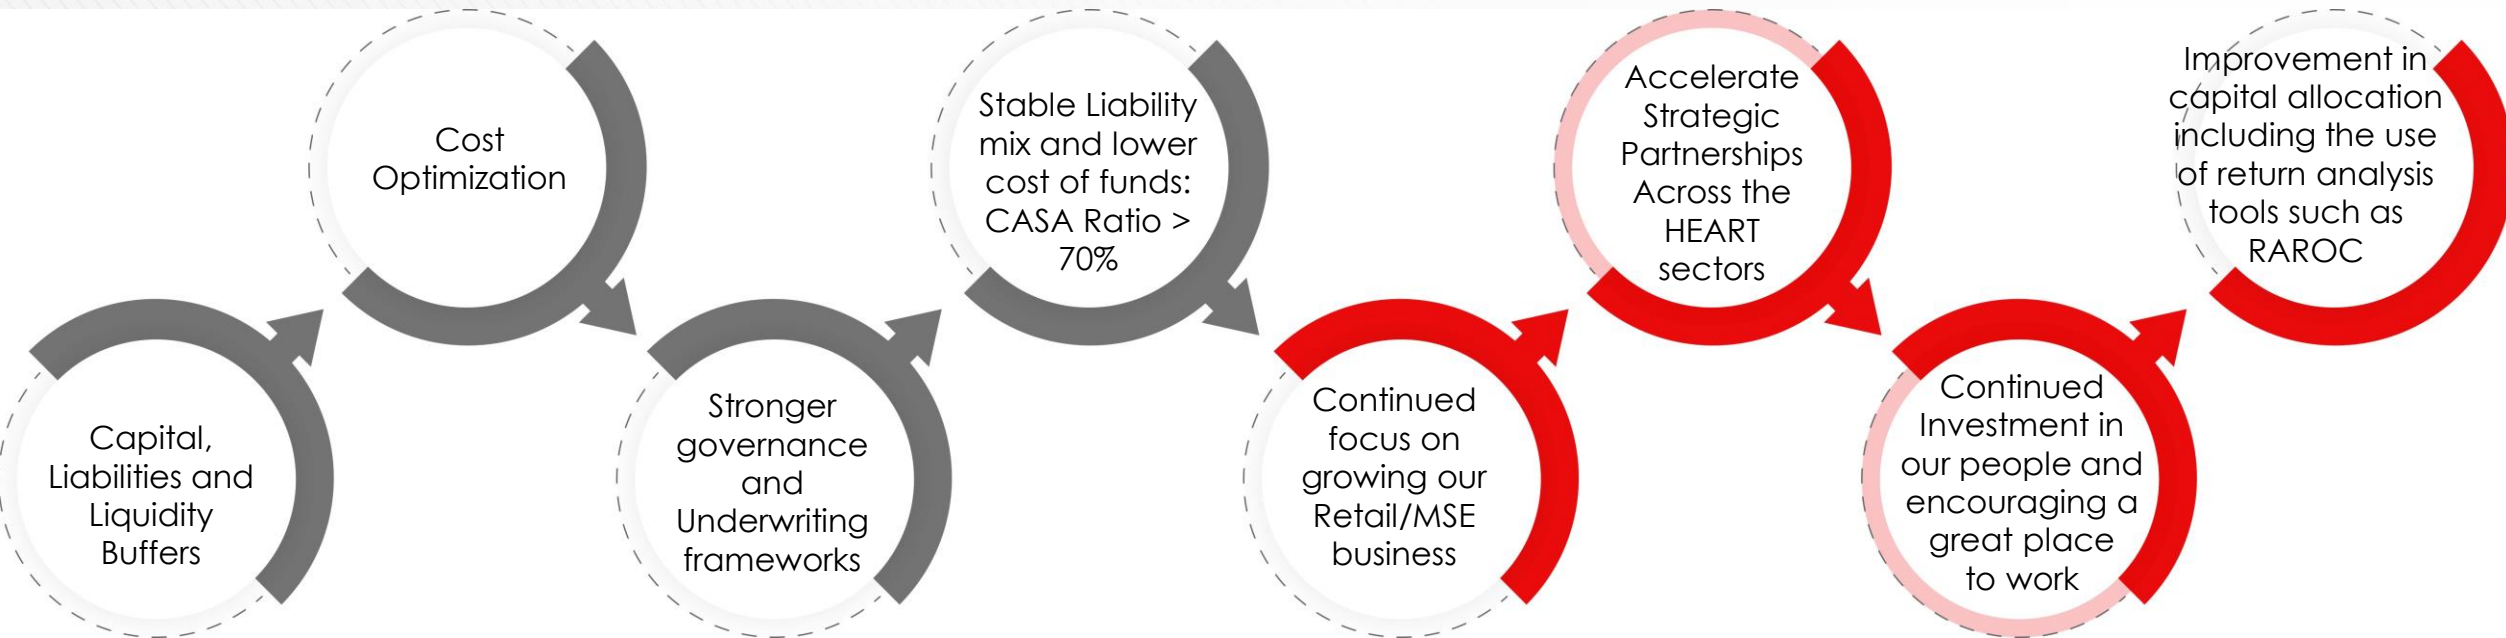 Capital,
Liabilities and
Liquidity
Buffers
Cost
Optimization
Stronger
governance
and
Underwriting
frameworks
Stable Liability
mix and lower
cost of funds:
CASA Ratio >
70%
Continued
focus on
growing our
Retail/MSE
business
Accelerate
Strategic
Partnerships
Across the
HEART
sectors
Continued
Investment in
our people and
encouraging a
great place
to work
Improvement in
capital allocation
including the use
of return analysis
tools such as
RAROC